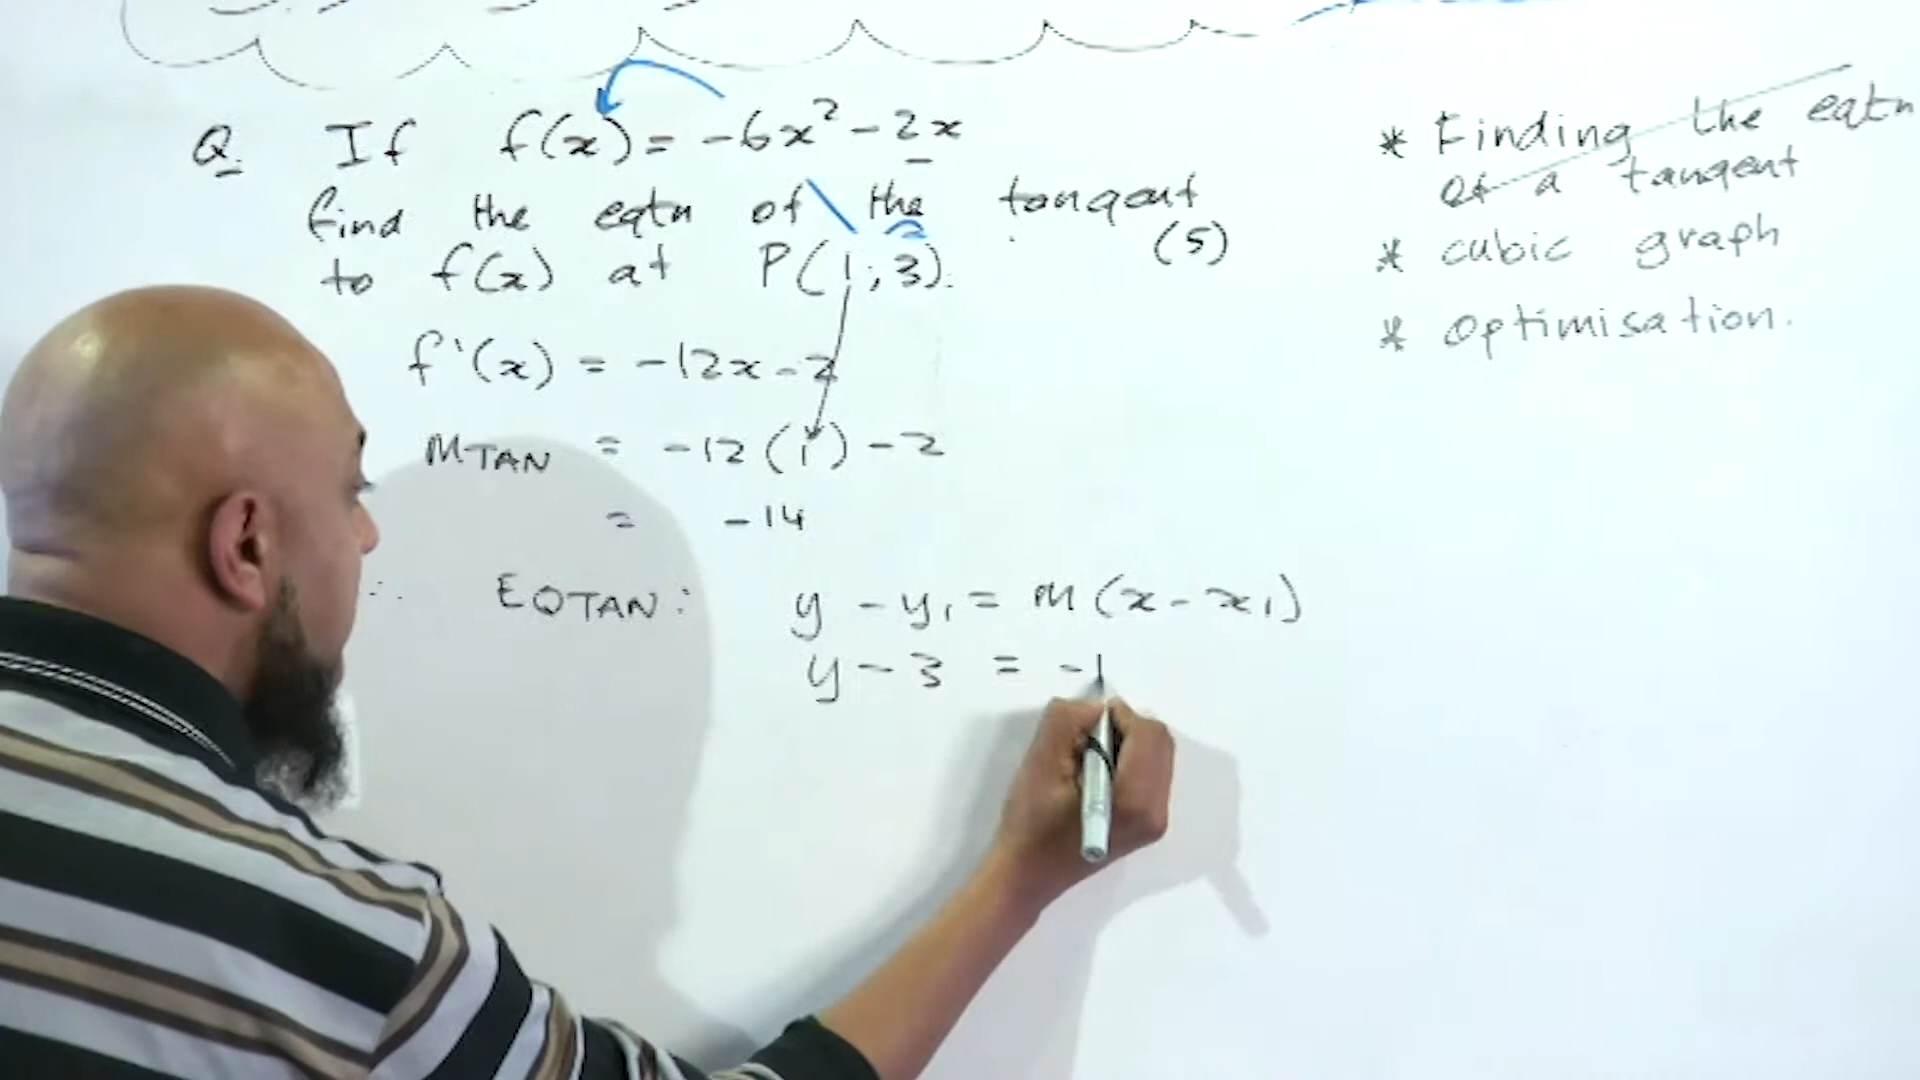 Q. If f(x) = -6x² - 2x
find the eqtn of the tangent
to f(x) at P(1;3). (5)
f'(x) = -12x - 2
MTAN = -12(1) - 2
= -14
∴ EQTAN: y - y₁ = m(x - x₁)
y - 3 = -1
* Finding the eqtn
of a tangent
* cubic graph
* optimisation.